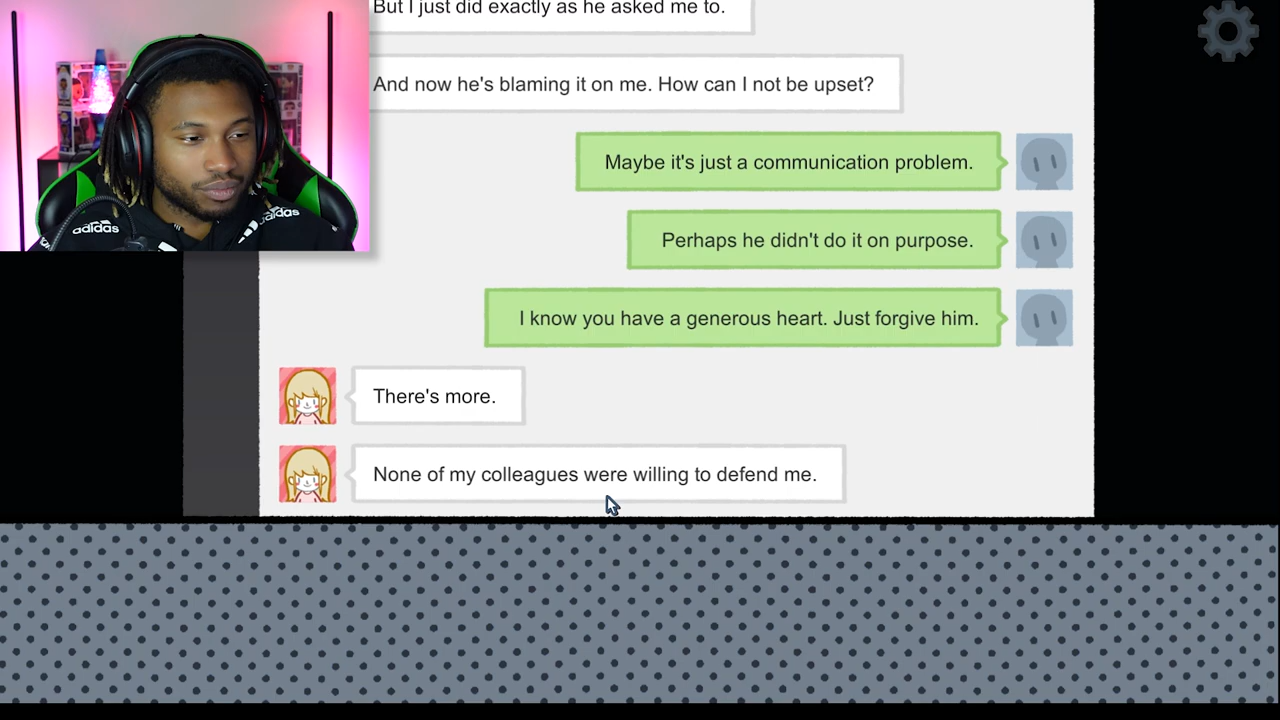 But I just did exactly as he asked me to.
And now he's blaming it on me. How can I not be upset?
Maybe it's just a communication problem.
Perhaps he didn't do it on purpose.
I know you have a generous heart. Just forgive him.
There's more.
None of my colleagues were willing to defend me.
adidas
adidas